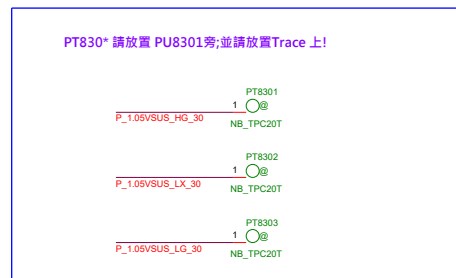 PT830* 請放置 PU8301旁;並請放置Trace 上!
PT8301
1 @
P_1.05VSUS_HG_30
NB_TPC20T
PT8302
1 @
P_1.05VSUS_LX_30
NB_TPC20T
PT8303
1 @
P_1.05VSUS_LG_30
NB_TPC20T